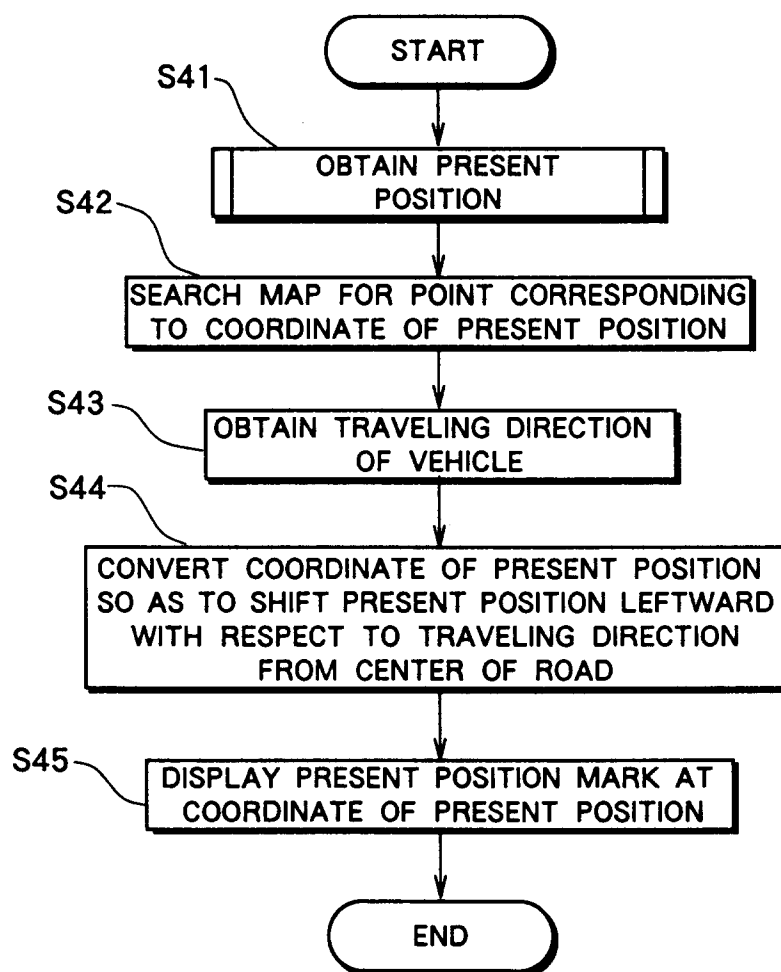 START
S41
OBTAIN PRESENT
POSITION
S42
SEARCH MAP FOR POINT CORRESPONDING
TO COORDINATE OF PRESENT POSITION
S43
OBTAIN TRAVELING DIRECTION
OF VEHICLE
S44
CONVERT COORDINATE OF PRESENT POSITION
SO AS TO SHIFT PRESENT POSITION LEFTWARD
WITH RESPECT TO TRAVELING DIRECTION
FROM CENTER OF ROAD
S45
DISPLAY PRESENT POSITION MARK AT
COORDINATE OF PRESENT POSITION
END